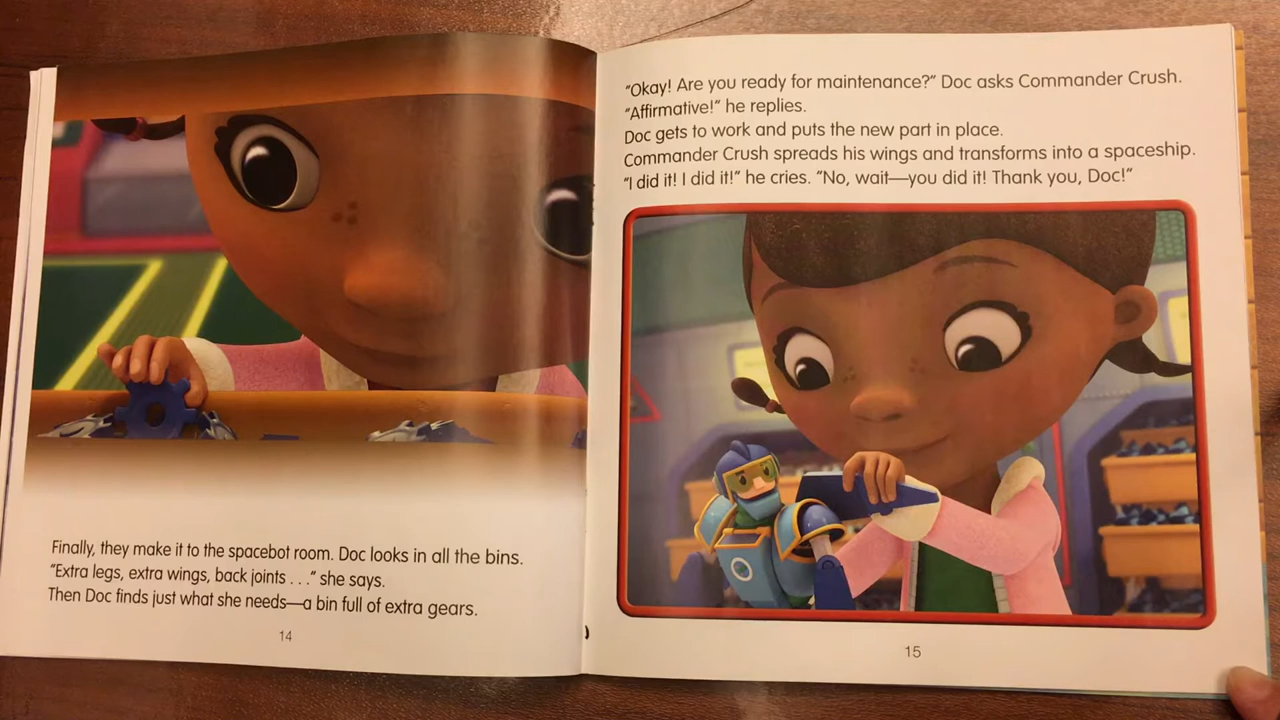 Finally, they make it to the spacebot room. Doc looks in all the bins.
“Extra legs, extra wings, back joints . . .” she says.
Then Doc finds just what she needs—a bin full of extra gears.
14
“Okay! Are you ready for maintenance?” Doc asks Commander Crush.
“Affirmative!” he replies.
Doc gets to work and puts the new part in place.
Commander Crush spreads his wings and transforms into a spaceship.
“I did it! I did it!” he cries. “No, wait—you did it! Thank you, Doc!”
15